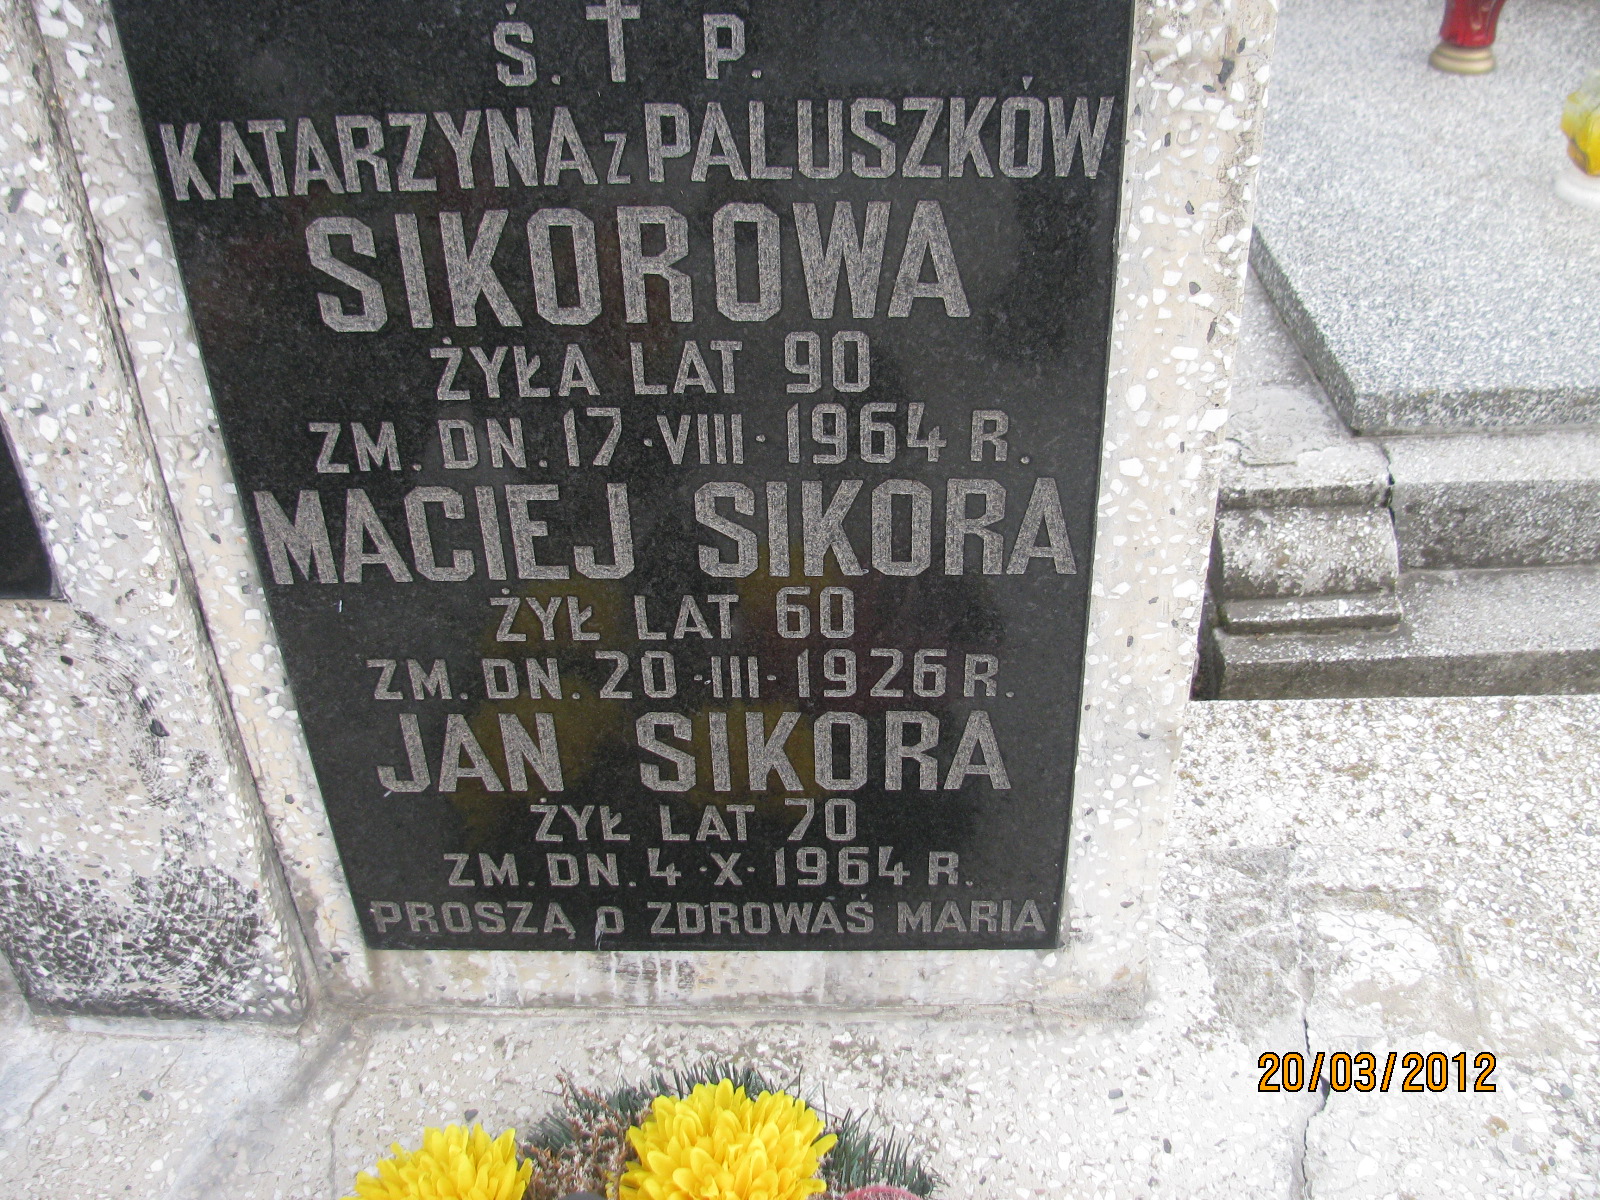 Ś. † P.
KATARZYNA Z PALUSZKÓW
SIKOROWA
ŻYŁA LAT 90
ZM. DN. 17·VIII·1964 R.
MACIEJ SIKORA
ŻYŁ LAT 60
ZM. DN. 20·III·1926 R.
JAN SIKORA
ŻYŁ LAT 70
ZM. DN. 4·X·1964 R.
PROSZĄ O ZDROWAŚ MARIA
20/03/2012